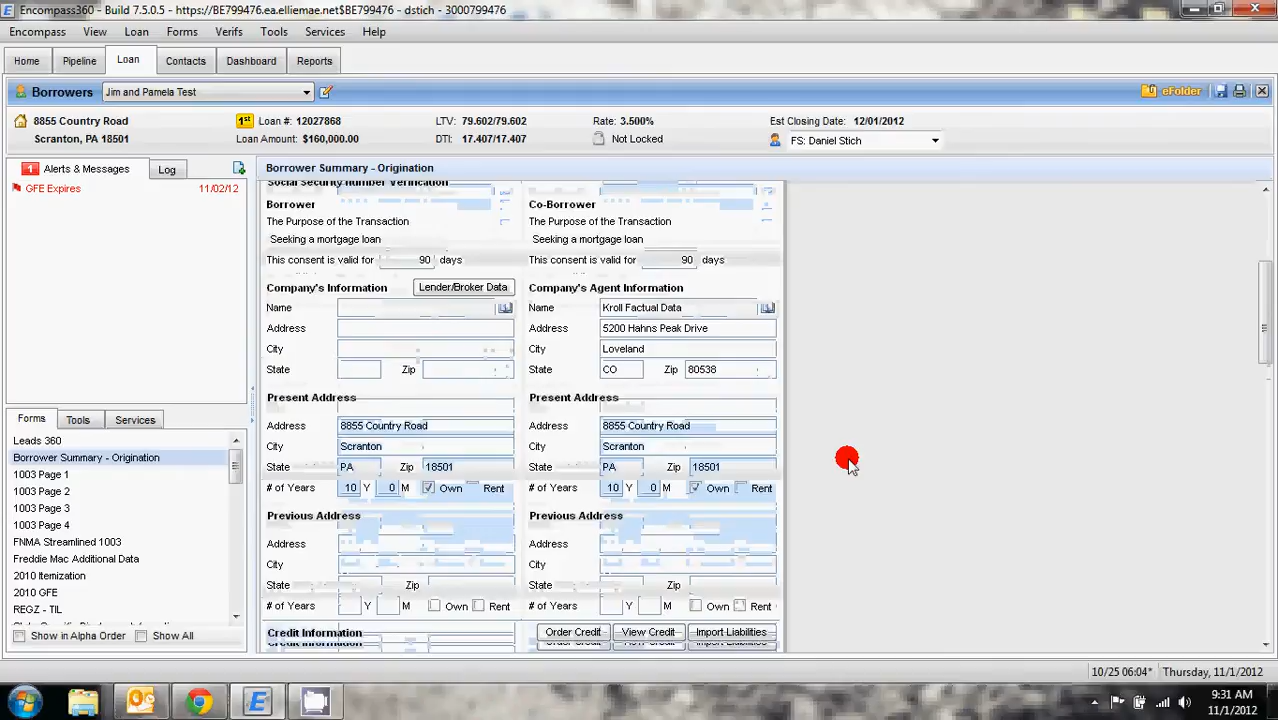 Encompass360 - Build 7.5.0.5 - https://BE799476.ea.elliemae.net$BE799476 - dstich - 3000799476
Encompass View Loan Forms Verifs Tools Services Help
Home Pipeline Loan Contacts Dashboard Reports
Borrowers Jim and Pamela Test eFolder
8855 Country Road 1st Loan #: 12027868 LTV: 79.602/79.602 Rate: 3.500% Est Closing Date: 12/01/2012
Scranton, PA 18501 Loan Amount: $160,000.00 DTI: 17.407/17.407 Not Locked FS: Daniel Stich
1 Alerts & Messages Log
GFE Expires 11/02/12
Borrower Summary - Origination
Social Security Number Verification
Borrower Co-Borrower
The Purpose of the Transaction The Purpose of the Transaction
Seeking a mortgage loan Seeking a mortgage loan
This consent is valid for 90 days This consent is valid for 90 days
Company's Information Lender/Broker Data Company's Agent Information
Name Name Kroll Factual Data
Address Address 5200 Hahns Peak Drive
City City Loveland
State Zip State CO Zip 80538
Present Address Present Address
Address 8855 Country Road Address 8855 Country Road
City Scranton City Scranton
State PA Zip 18501 State PA Zip 18501
# of Years 10 Y 0 M Own Rent # of Years 10 Y 0 M Own Rent
Previous Address Previous Address
Address Address
City City
State Zip State Zip
# of Years Y M Own Rent # of Years Y M Own Rent
Credit Information Order Credit View Credit Import Liabilities
Credit Information Import Liabilities
Forms Tools Services
Leads 360
Borrower Summary - Origination
1003 Page 1
1003 Page 2
1003 Page 3
1003 Page 4
FNMA Streamlined 1003
Freddie Mac Additional Data
2010 Itemization
2010 GFE
REGZ - TIL
Show in Alpha Order Show All
10/25 06:04* Thursday, 11/1/2012
9:31 AM
11/1/2012